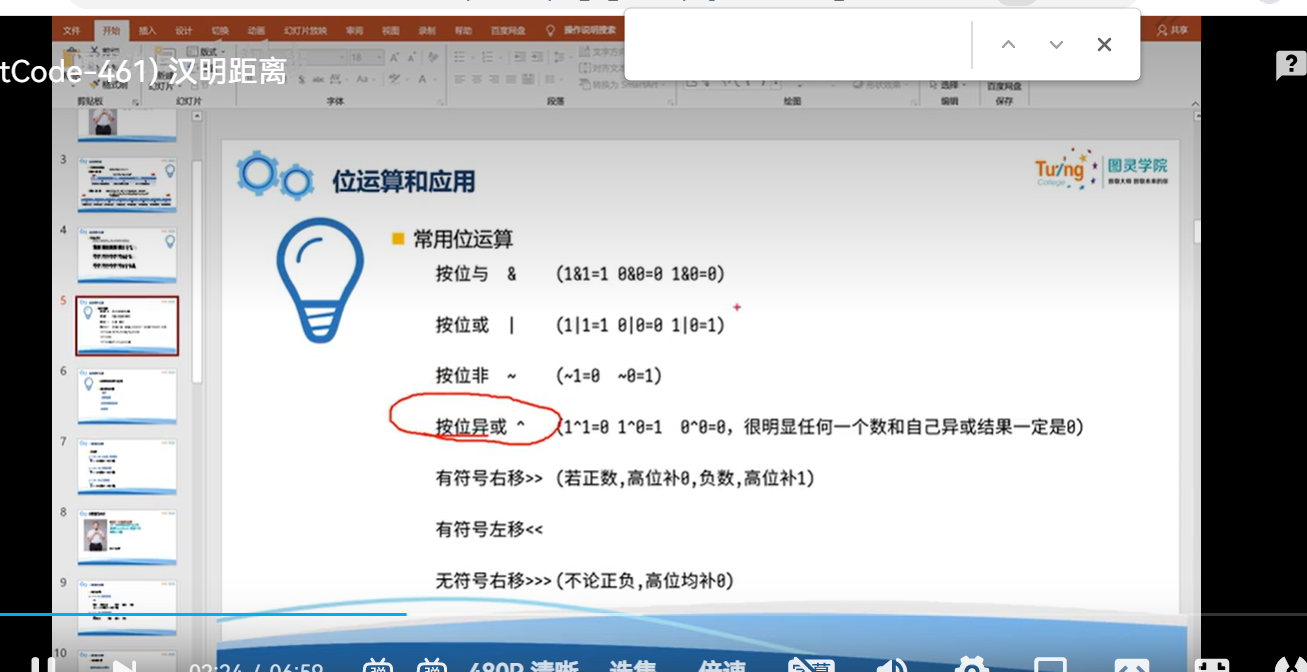 文件 开始 插入 设计 切换 动画 幻灯片放映 审阅 视图 录制 帮助 百度网盘 操作说明搜索 共享
tCode-461) 汉明距离
剪贴板 幻灯片 字体 段落 绘图 编辑 保存
位运算和应用
Turing College 图灵学院
常用位运算
按位与 & (1&1=1 0&0=0 1&0=0)
按位或 | (1|1=1 0|0=0 1|0=1)
按位非 ~ (~1=0 ~0=1)
按位异或 ^ (1^1=0 1^0=1 0^0=0，很明显任何一个数和自己异或结果一定是0)
有符号右移>> (若正数,高位补0,负数,高位补1)
有符号左移<<
无符号右移>>>(不论正负,高位均补0)
3
4
5
6
7
8
9
10
02:24 / 06:59 弹 弹 480P 清晰 选集 倍速